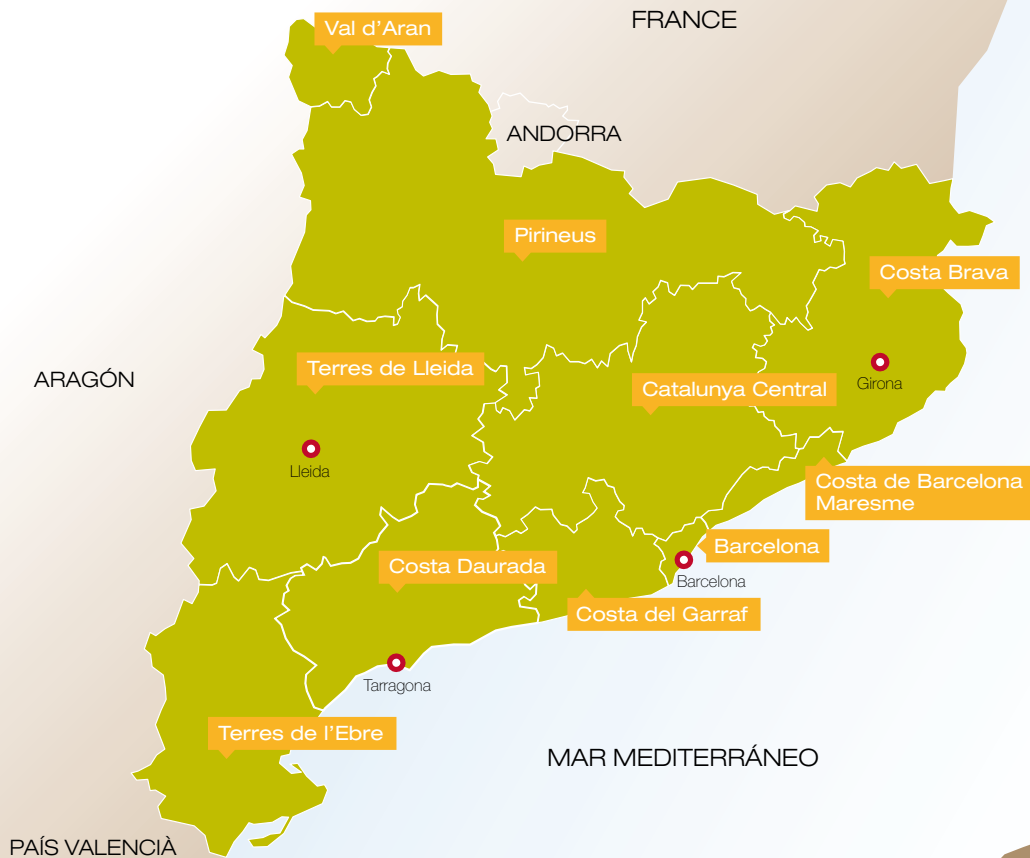 FRANCE
Val d'Aran
ANDORRA
Pirineus
Costa Brava
Terres de Lleida
ARAGÓN
Catalunya Central
Girona
Lleida
Costa de Barcelona
Maresme
Barcelona
Costa Daurada
Barcelona
Costa del Garraf
Tarragona
Terres de l'Ebre
MAR MEDITERRÁNEO
PAÍS VALENCIÀ